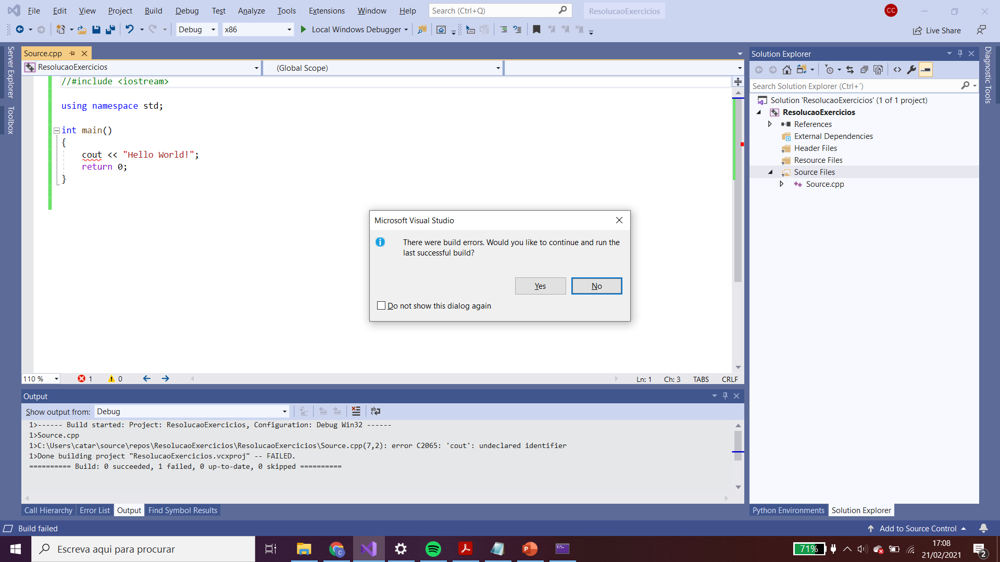 File Edit View Project Build Debug Test Analyze Tools Extensions Window Help Search (Ctrl+Q) ResolucaoExercicios CC
Debug x86 Local Windows Debugger Live Share
Server Explorer
Toolbox
Source.cpp
ResolucaoExercicios (Global Scope)
//#include <iostream>
using namespace std;
int main()
{
cout << "Hello World!";
return 0;
}
110 % 1 0 Ln: 1 Ch: 3 TABS CRLF
Microsoft Visual Studio
There were build errors. Would you like to continue and run the
last successful build?
Yes No
Do not show this dialog again
Solution Explorer
Search Solution Explorer (Ctrl+´)
Solution 'ResolucaoExercicios' (1 of 1 project)
ResolucaoExercicios
References
External Dependencies
Header Files
Resource Files
Source Files
Source.cpp
Diagnostic Tools
Output
Show output from: Debug
1>------ Build started: Project: ResolucaoExercicios, Configuration: Debug Win32 ------
1>Source.cpp
1>C:\Users\catar\source\repos\ResolucaoExercicios\ResolucaoExercicios\Source.cpp(7,2): error C2065: 'cout': undeclared identifier
1>Done building project "ResolucaoExercicios.vcxproj" -- FAILED.
========== Build: 0 succeeded, 1 failed, 0 up-to-date, 0 skipped ==========
Call Hierarchy Error List Output Find Symbol Results
Python Environments Solution Explorer
Build failed Add to Source Control
Escreva aqui para procurar
71%
17:08
21/02/2021
2